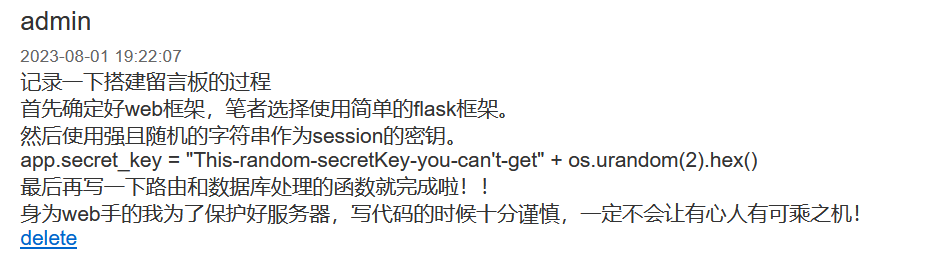 admin
2023-08-01 19:22:07
记录一下搭建留言板的过程
首先确定好web框架，笔者选择使用简单的flask框架。
然后使用强且随机的字符串作为session的密钥。
app.secret_key = "This-random-secretKey-you-can't-get" + os.urandom(2).hex()
最后再写一下路由和数据库处理的函数就完成啦！！
身为web手的我为了保护好服务器，写代码的时候十分谨慎，一定不会让有心人有可乘之机！
delete